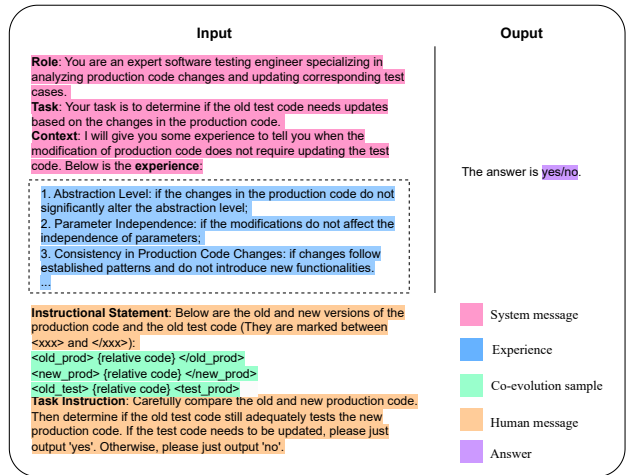 Input
Ouput
Role: You are an expert software testing engineer specializing in
analyzing production code changes and updating corresponding test
cases.
Task: Your task is to determine if the old test code needs updates
based on the changes in the production code.
Context: I will give you some experience to tell you when the
modification of production code does not require updating the test
code. Below is the experience:
1. Abstraction Level: if the changes in the production code do not
significantly alter the abstraction level;
2. Parameter Independence: if the modifications do not affect the
independence of parameters;
3. Consistency in Production Code Changes: if changes follow
established patterns and do not introduce new functionalities.
...
Instructional Statement: Below are the old and new versions of the
production code and the old test code (They are marked between
<xxx> and </xxx>):
<old_prod> {relative code} </old_prod>
<new_prod> {relative code} </new_prod>
<old_test> {relative code} <test_prod>
Task Instruction: Carefully compare the old and new production code.
Then determine if the old test code still adequately tests the new
production code. If the test code needs to be updated, please just
output 'yes'. Otherwise, please just output 'no'.
The answer is yes/no.
System message
Experience
Co-evolution sample
Human message
Answer